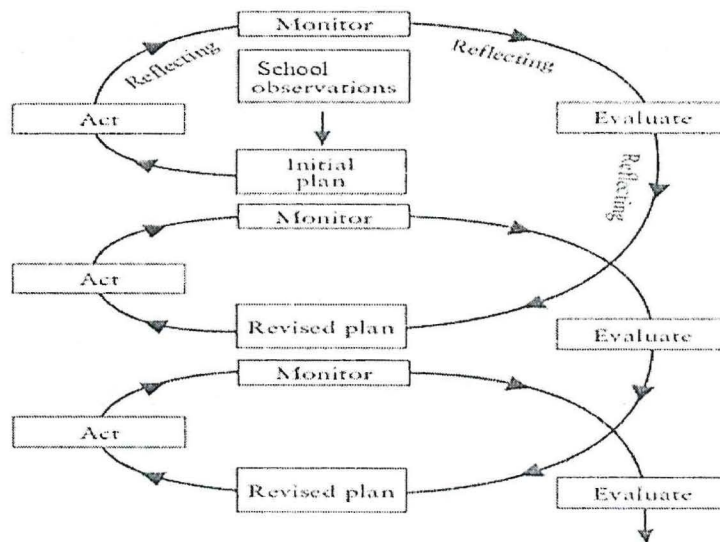 Monitor
Reflecting
Reflecting
School
observations
Act
Evaluate
Initial
plan
Reflecting
Monitor
Act
Revised plan
Evaluate
Monitor
Act
Revised plan
Evaluate